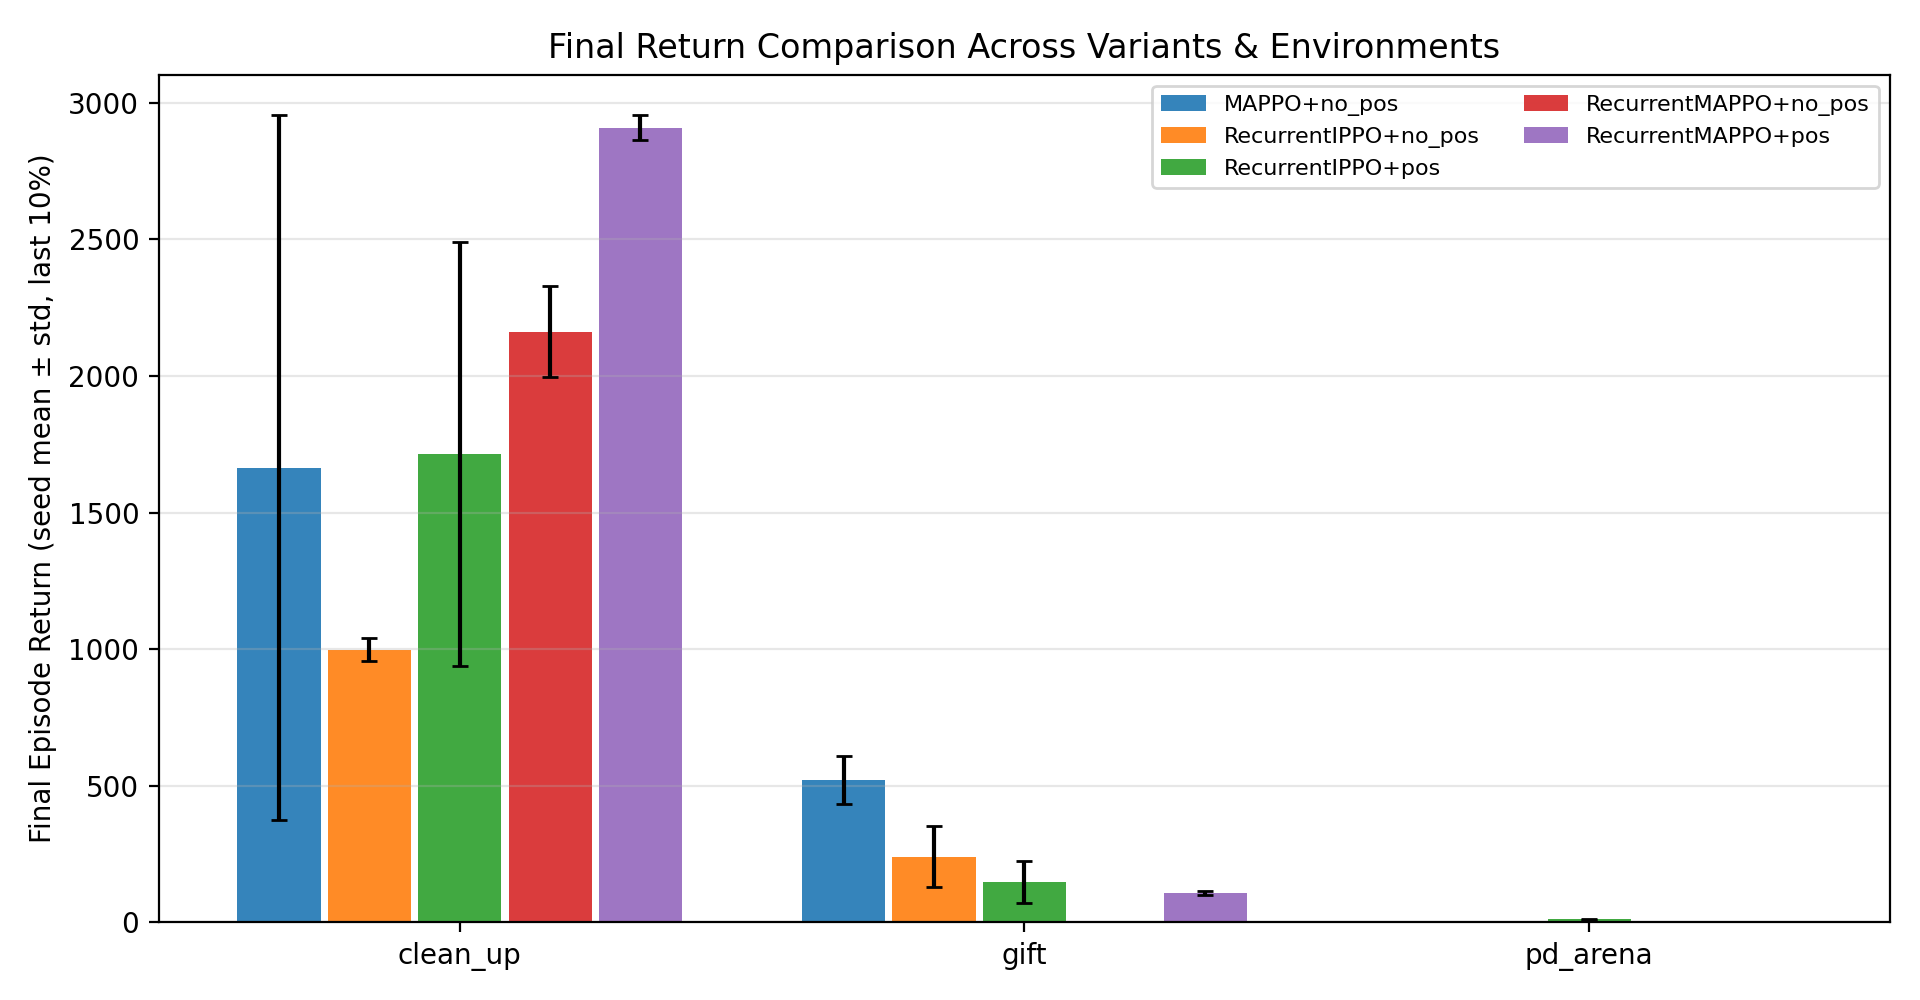 Final Return Comparison Across Variants & Environments
Final Episode Return (seed mean ± std, last 10%)
3000
2500
2000
1500
1000
500
0
MAPPO+no_pos
RecurrentIPPO+no_pos
RecurrentIPPO+pos
RecurrentMAPPO+no_pos
RecurrentMAPPO+pos
clean_up
gift
pd_arena